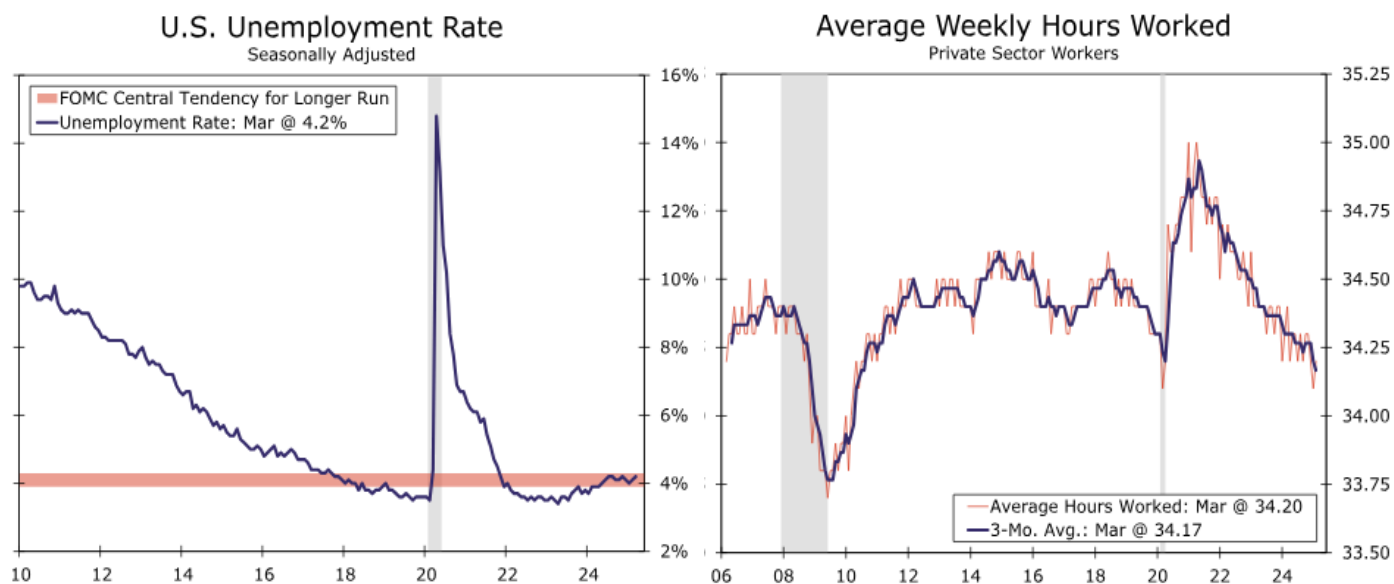 U.S. Unemployment Rate
Seasonally Adjusted
FOMC Central Tendency for Longer Run
Unemployment Rate: Mar @ 4.2%
16%
14%
12%
10%
8%
6%
4%
2%
10 12 14 16 18 20 22 24
Average Weekly Hours Worked
Private Sector Workers
35.25
35.00
34.75
34.50
34.25
34.00
33.75
33.50
Average Hours Worked: Mar @ 34.20
3-Mo. Avg.: Mar @ 34.17
06 08 10 12 14 16 18 20 22 24